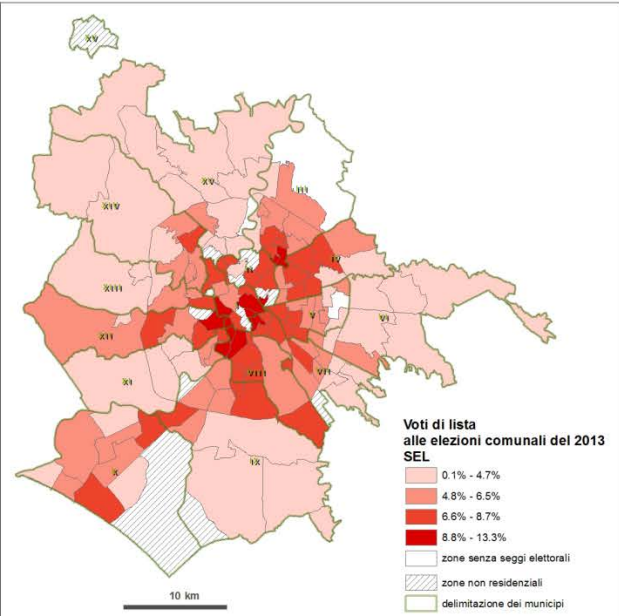 XV
XV
III
XIV
IV
XIII
II
V
VI
XII
VIII
VII
XI
IX
X
Voti di lista
alle elezioni comunali del 2013
SEL
0.1% - 4.7%
4.8% - 6.5%
6.6% - 8.7%
8.8% - 13.3%
zone senza seggi elettorali
zone non residenziali
delimitazione dei municipi
10 km